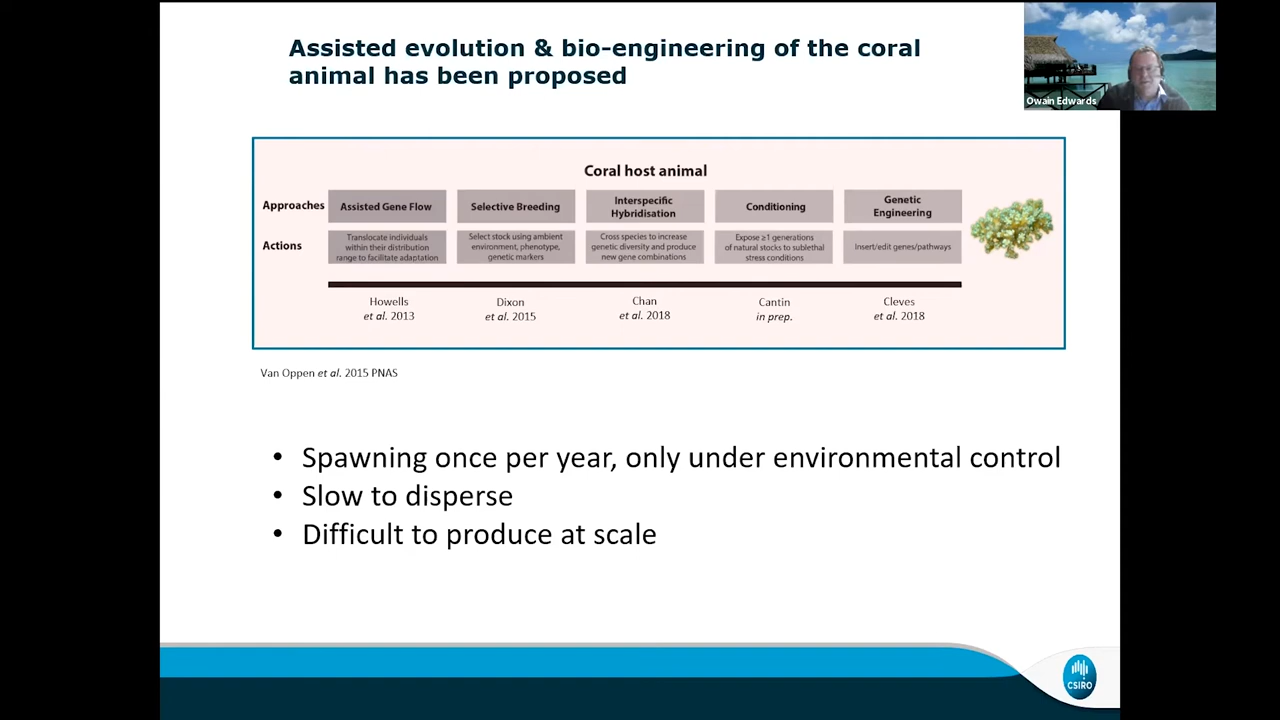 Assisted evolution & bio-engineering of the coral
animal has been proposed
Owain Edwards
Coral host animal
Approaches
Assisted Gene Flow
Selective Breeding
Interspecific
Hybridisation
Conditioning
Genetic
Engineering
Actions
Translocate individuals
within their distribution
range to facilitate adaptation
Select stock using ambient
environment, phenotype,
genetic markers
Cross species to increase
genetic diversity and produce
new gene combinations
Expose ≥1 generations
of natural stocks to sublethal
stress conditions
Insert/edit genes/pathways
Howells
et al. 2013
Dixon
et al. 2015
Chan
et al. 2018
Cantin
in prep.
Cleves
et al. 2018
Van Oppen et al. 2015 PNAS
• Spawning once per year, only under environmental control
• Slow to disperse
• Difficult to produce at scale
CSIRO